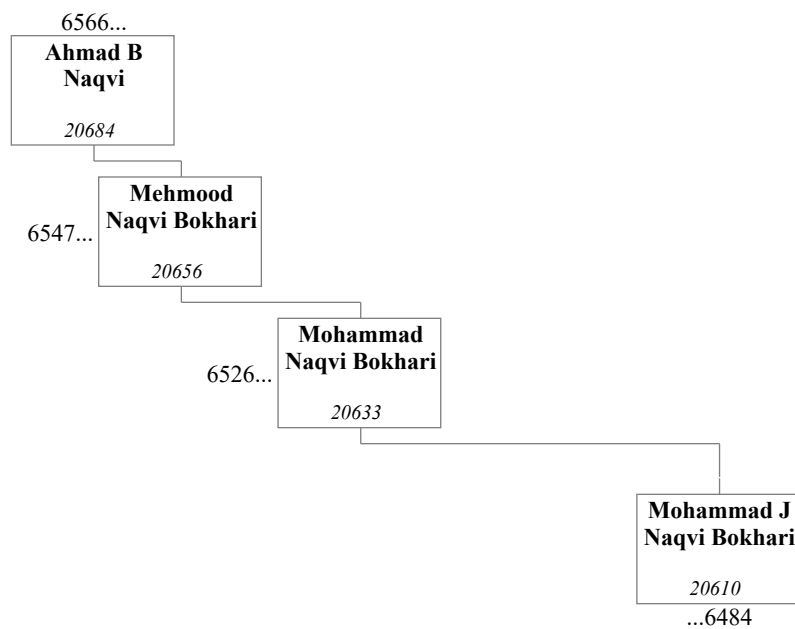 6566...
Ahmad B
Naqvi
20684
Mehmood
Naqvi Bokhari
6547...
20656
Mohammad
Naqvi Bokhari
6526...
20633
Mohammad J
Naqvi Bokhari
20610
...6484